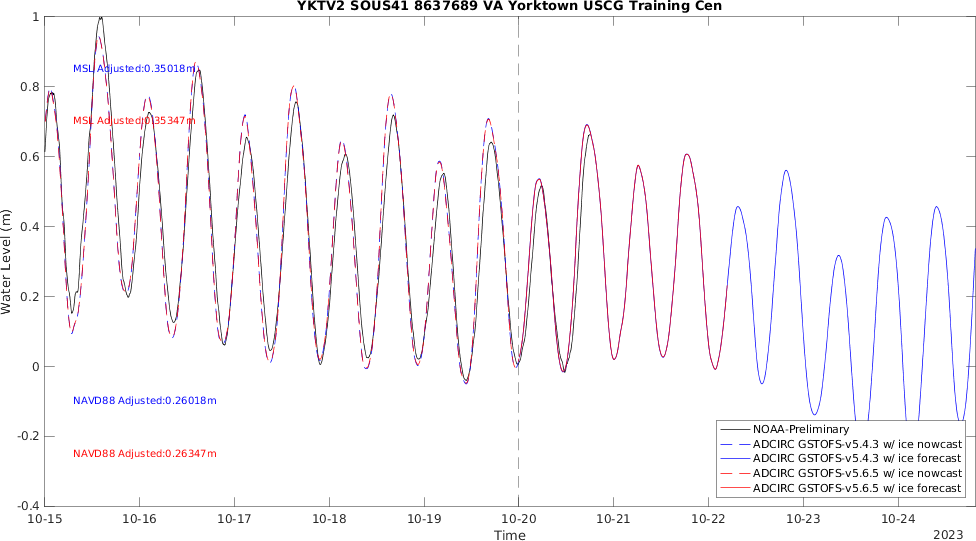 YKTV2 SOUS41 8637689 VA Yorktown USCG Training Cen
1
0.8
0.6
0.4
0.2
0
-0.2
-0.4
Water Level (m)
MSL Adjusted:0.35018m
MSL Adjusted:0.35347m
NAVD88 Adjusted:0.26018m
NAVD88 Adjusted:0.26347m
NOAA-Preliminary
ADCIRC GSTOFS-v5.4.3 w/ ice nowcast
ADCIRC GSTOFS-v5.4.3 w/ ice forecast
ADCIRC GSTOFS-v5.6.5 w/ ice nowcast
ADCIRC GSTOFS-v5.6.5 w/ ice forecast
10-15 10-16 10-17 10-18 10-19 10-20 10-21 10-22 10-23 10-24
Time
2023